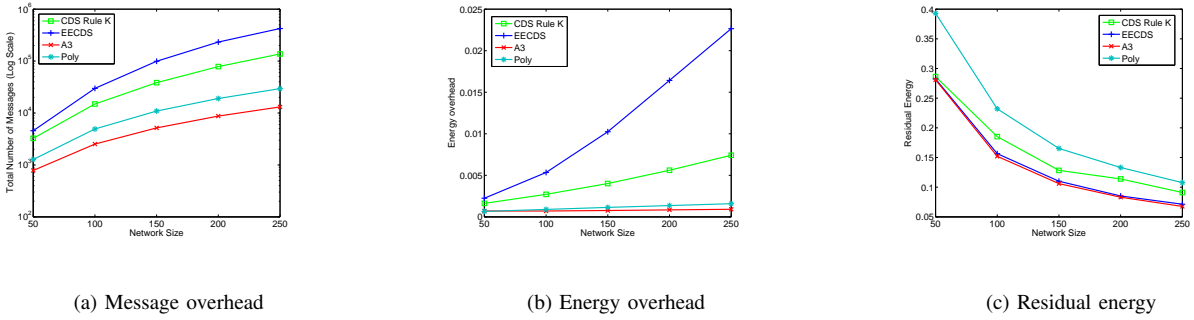 10^6
10^5
10^4
10^3
10^2
50
100
150
200
250
Network Size
Total Number of Messages (Log Scale)
CDS Rule K
EECDS
A3
Poly
(a) Message overhead
0.025
0.02
0.015
0.01
0.005
0
50
100
150
200
250
Network Size
Energy overhead
CDS Rule K
EECDS
A3
Poly
(b) Energy overhead
0.4
0.35
0.3
0.25
0.2
0.15
0.1
0.05
50
100
150
200
250
Network Size
Residual Energy
CDS Rule K
EECDS
A3
Poly
(c) Residual energy